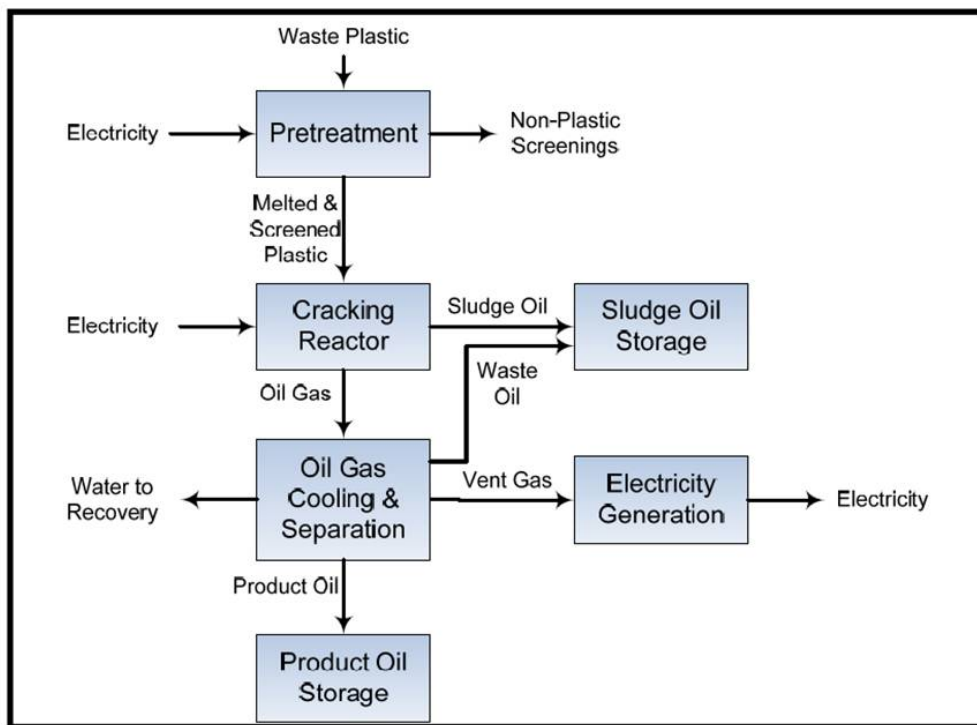 Waste Plastic
Electricity
Pretreatment
Non-Plastic
Screenings
Melted &
Screened
Plastic
Electricity
Cracking
Reactor
Sludge Oil
Sludge Oil
Storage
Waste
Oil
Oil Gas
Water to
Recovery
Oil Gas
Cooling &
Separation
Vent Gas
Electricity
Generation
Electricity
Product Oil
Product Oil
Storage